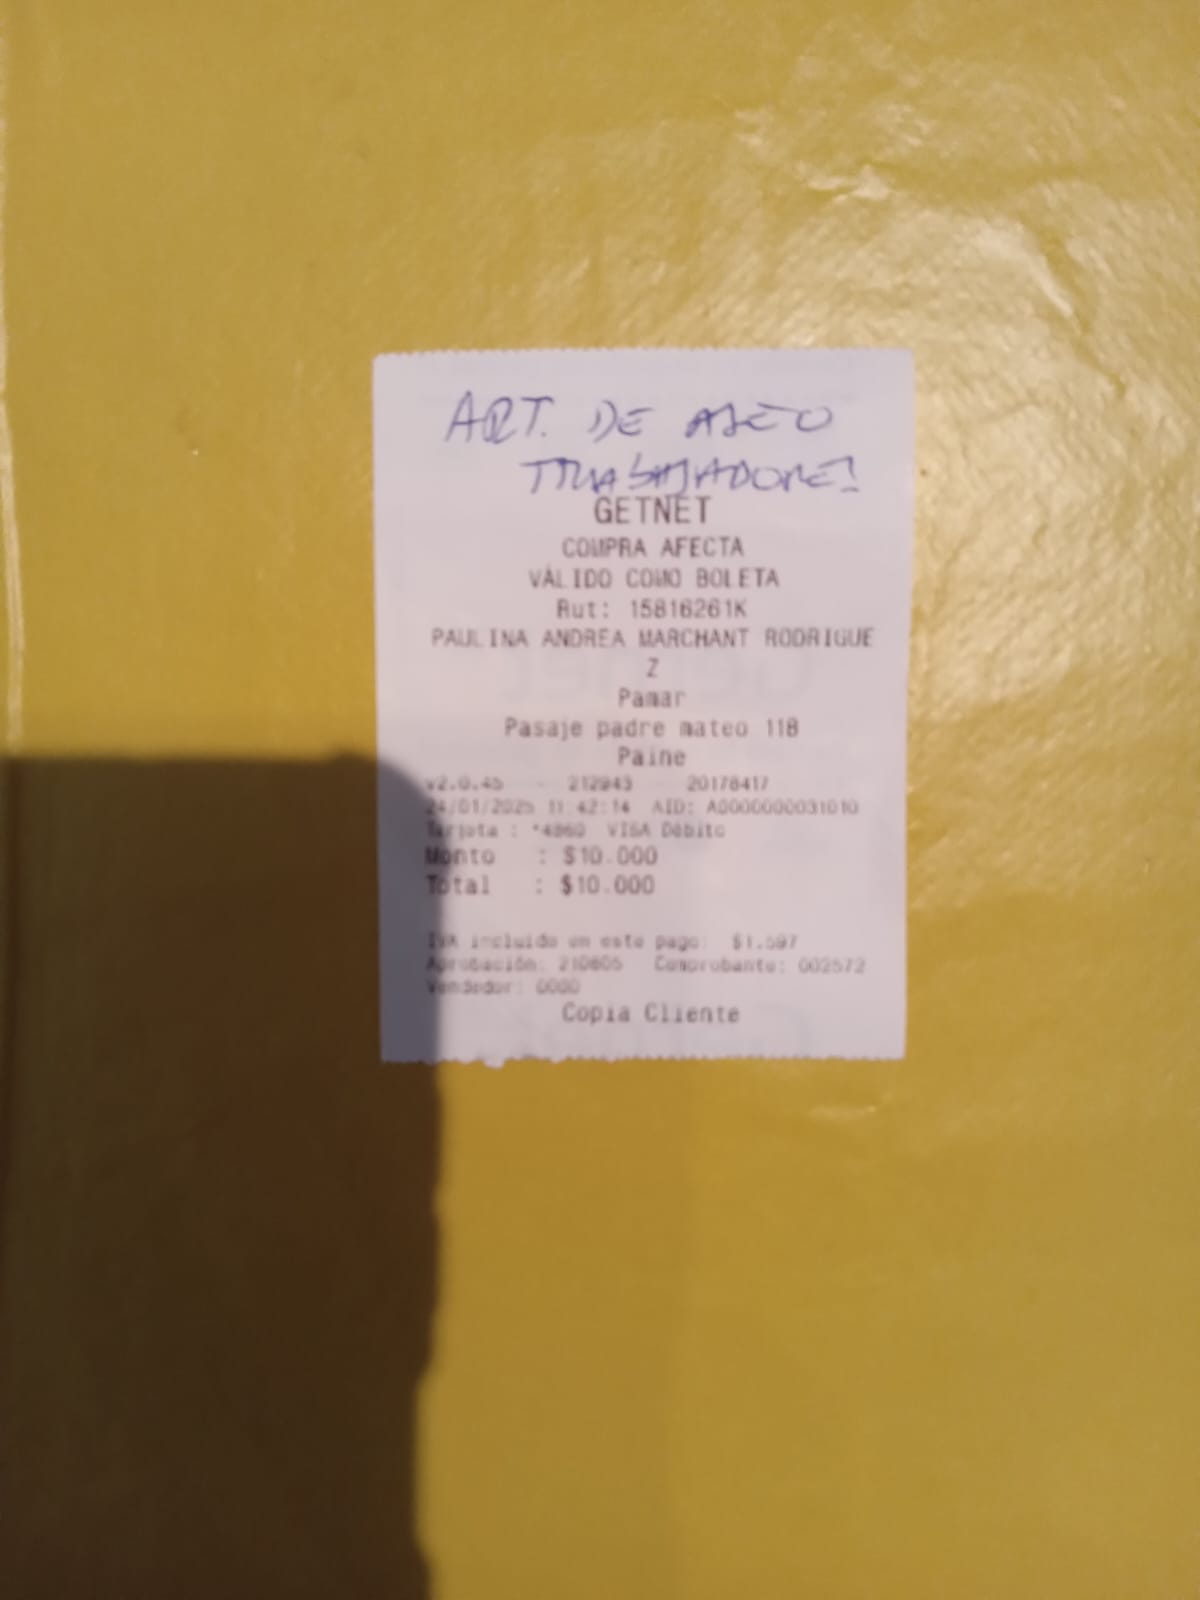 ART. DE ASEO
TRABAJADORES
GETNET
COMPRA AFECTA
VÁLIDO COMO BOLETA
Rut: 15816261K
PAULINA ANDREA MARCHANT RODRIGUE
Z
Pamar
Pasaje padre mateo 118
Paine
v2.0.45 - 212943 20178417
24/01/2025 11:42:14 AID: A0000000031010
Tarjeta : *4860 VISA Débito
Monto : $10.000
Total : $10.000
IVA incluido en este pago: $1.597
Aprobación: 210805 Comprobante: 002572
Vendedor: 0000
Copia Cliente